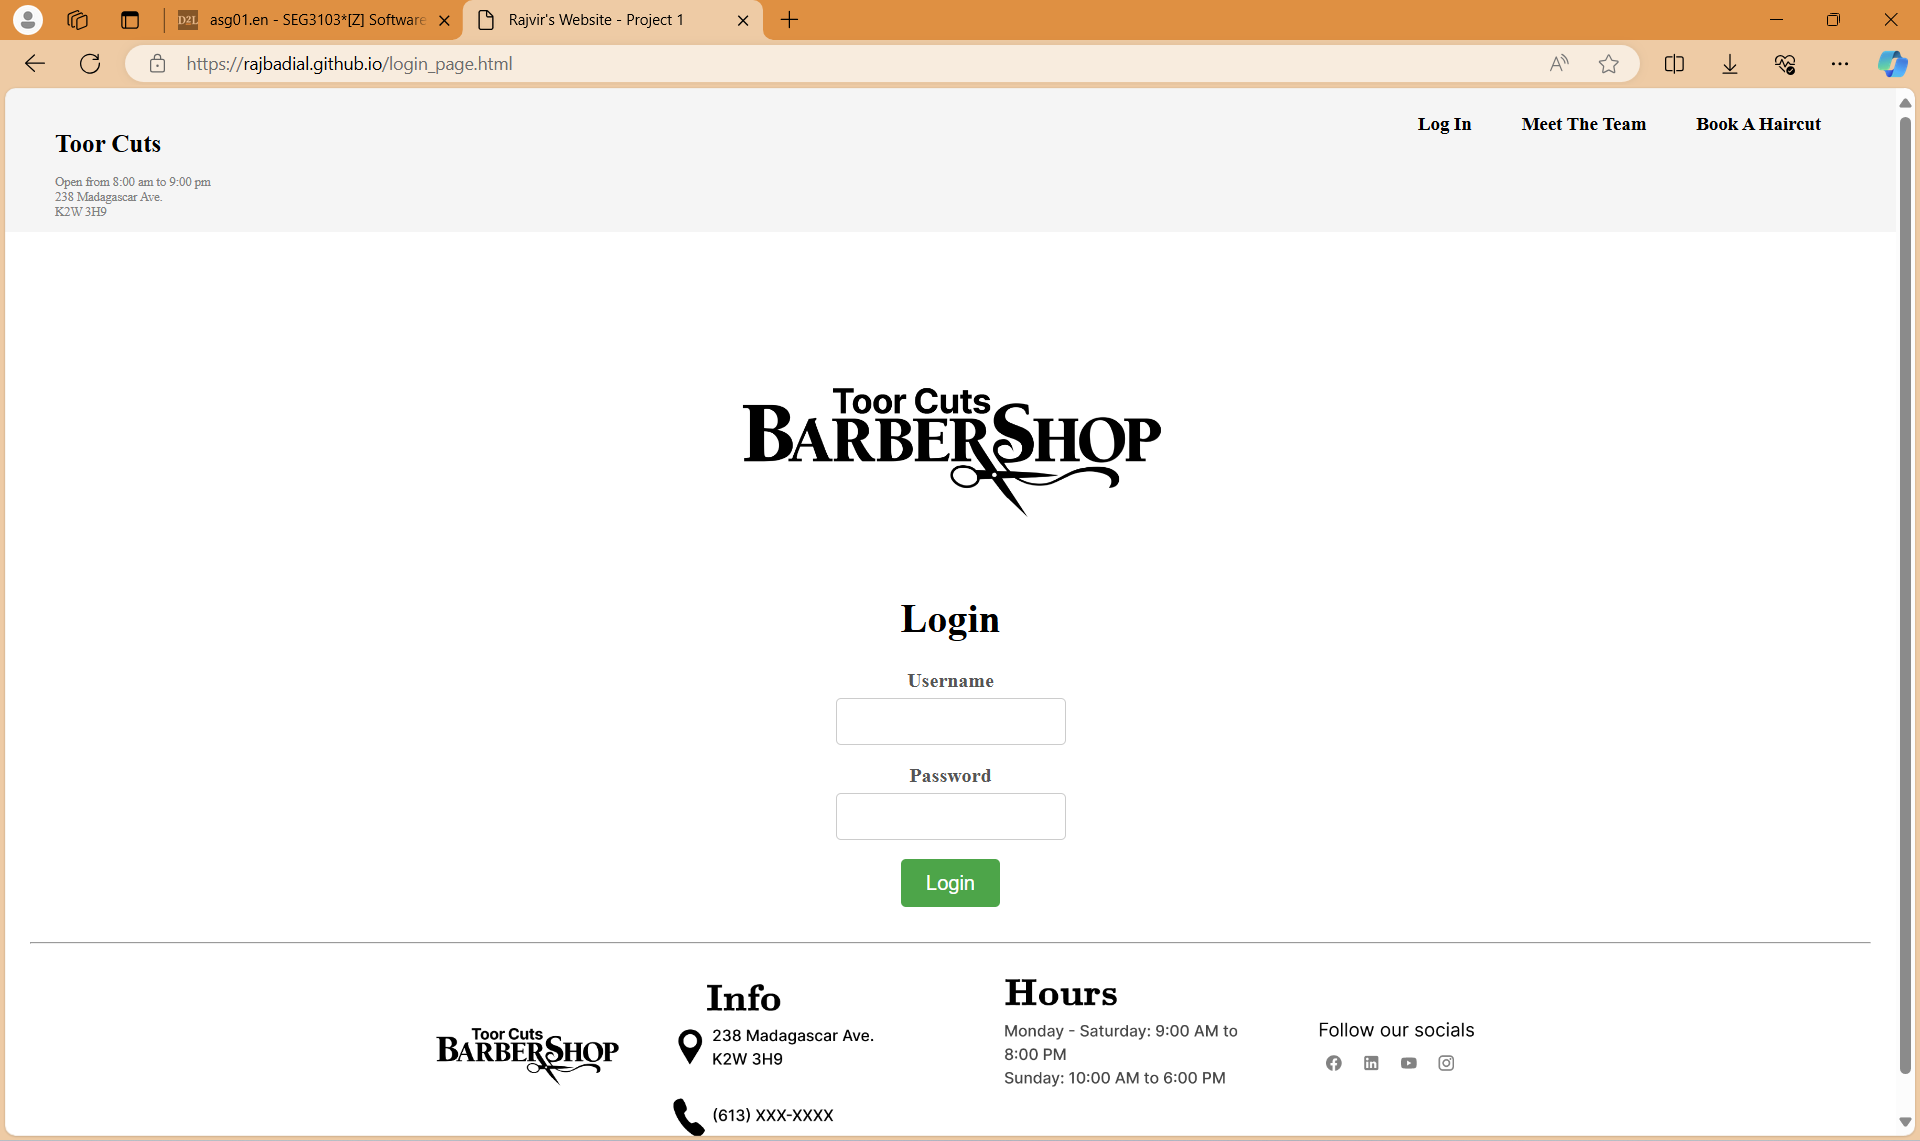 asg01.en - SEG3103*[Z] Software
Rajvir's Website - Project 1
https://rajbadial.github.io/login_page.html
Toor Cuts
Open from 8:00 am to 9:00 pm
238 Madagascar Ave.
K2W 3H9
Log In
Meet The Team
Book A Haircut
Toor Cuts
BARBERSHOP
Login
Username
Password
Login
Toor Cuts
BARBERSHOP
Info
238 Madagascar Ave.
K2W 3H9
(613) XXX-XXXX
Hours
Monday - Saturday: 9:00 AM to
8:00 PM
Sunday: 10:00 AM to 6:00 PM
Follow our socials